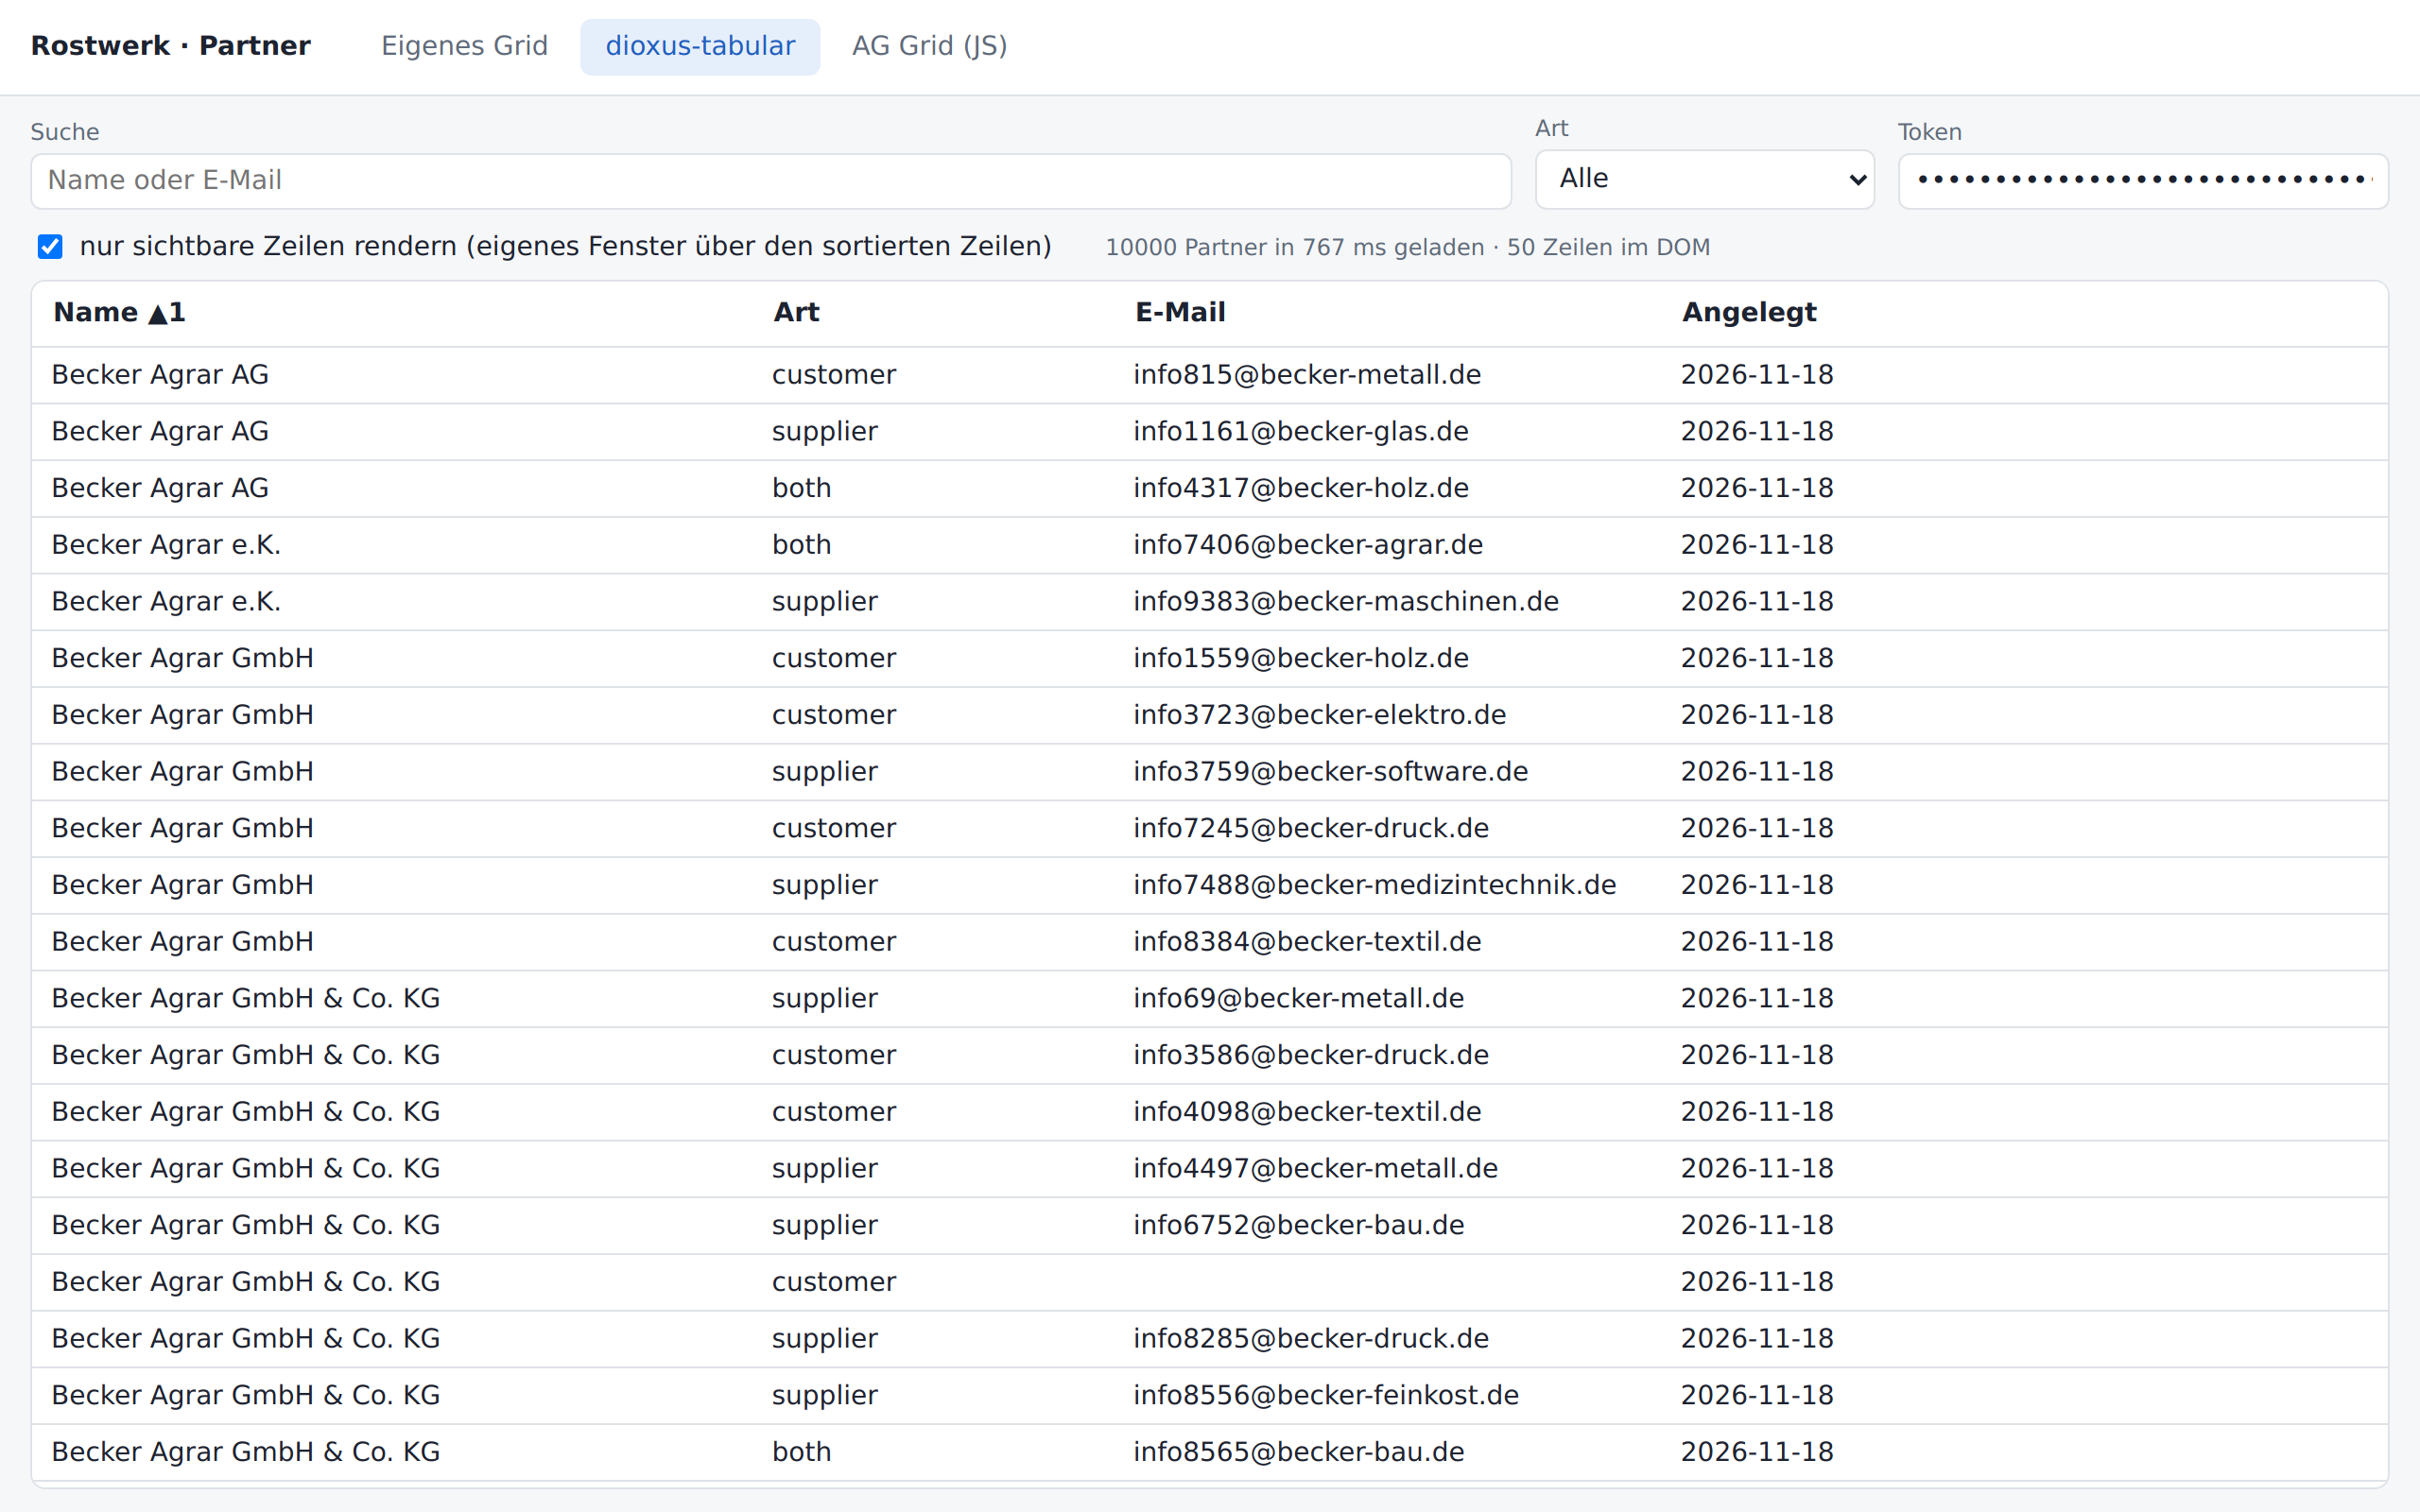 Rostwerk · Partner Eigenes Grid dioxus-tabular AG Grid (JS)
Suche Art Token
Name oder E-Mail Alle ••••••••••••••••••••••••••••••
nur sichtbare Zeilen rendern (eigenes Fenster über den sortierten Zeilen) 10000 Partner in 767 ms geladen · 50 Zeilen im DOM
Name ▲1 Art E-Mail Angelegt
Becker Agrar AG customer info815@becker-metall.de 2026-11-18
Becker Agrar AG supplier info1161@becker-glas.de 2026-11-18
Becker Agrar AG both info4317@becker-holz.de 2026-11-18
Becker Agrar e.K. both info7406@becker-agrar.de 2026-11-18
Becker Agrar e.K. supplier info9383@becker-maschinen.de 2026-11-18
Becker Agrar GmbH customer info1559@becker-holz.de 2026-11-18
Becker Agrar GmbH customer info3723@becker-elektro.de 2026-11-18
Becker Agrar GmbH supplier info3759@becker-software.de 2026-11-18
Becker Agrar GmbH customer info7245@becker-druck.de 2026-11-18
Becker Agrar GmbH supplier info7488@becker-medizintechnik.de 2026-11-18
Becker Agrar GmbH customer info8384@becker-textil.de 2026-11-18
Becker Agrar GmbH & Co. KG supplier info69@becker-metall.de 2026-11-18
Becker Agrar GmbH & Co. KG customer info3586@becker-druck.de 2026-11-18
Becker Agrar GmbH & Co. KG customer info4098@becker-textil.de 2026-11-18
Becker Agrar GmbH & Co. KG supplier info4497@becker-metall.de 2026-11-18
Becker Agrar GmbH & Co. KG supplier info6752@becker-bau.de 2026-11-18
Becker Agrar GmbH & Co. KG customer 2026-11-18
Becker Agrar GmbH & Co. KG supplier info8285@becker-druck.de 2026-11-18
Becker Agrar GmbH & Co. KG supplier info8556@becker-feinkost.de 2026-11-18
Becker Agrar GmbH & Co. KG both info8565@becker-bau.de 2026-11-18